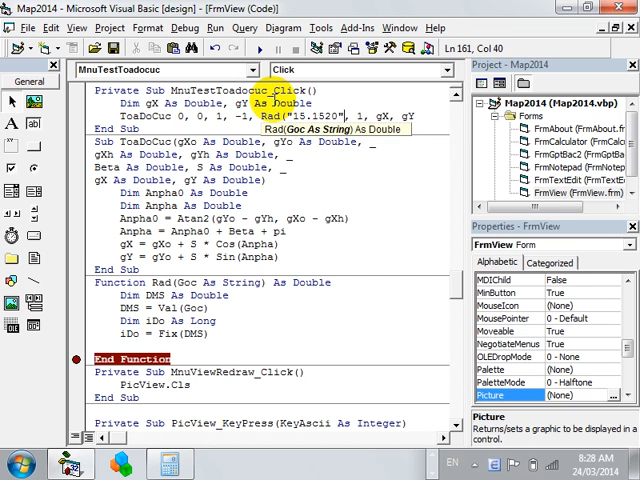 Map2014 - Microsoft Visual Basic [design] - [FrmView (Code)]
File Edit View Project Format Debug Run Query Diagram Tools Add-Ins Window Help
Ln 161, Col 40
General
MnuTestToadocuc
Click
Private Sub MnuTestToadocuc_Click()
Dim gX As Double, gY As Double
ToaDoCuc 0, 0, 1, -1, Rad("15.1520", 1, gX, gY
Rad(Goc As String) As Double
End Sub
Sub ToaDoCuc(gXo As Double, gYo As Double, _
gXh As Double, gYh As Double, _
Beta As Double, S As Double, _
gX As Double, gY As Double)
Dim Anpha0 As Double
Dim Anpha As Double
Anpha0 = Atan2(gYo - gYh, gXo - gXh)
Anpha = Anpha0 + Beta + pi
gX = gXo + S * Cos(Anpha)
gY = gYo + S * Sin(Anpha)
End Sub
Function Rad(Goc As String) As Double
Dim DMS As Double
DMS = Val(Goc)
Dim iDo As Long
iDo = Fix(DMS)
End Function
Private Sub MnuViewRedraw_Click()
PicView.Cls
End Sub
Private Sub PicView_KeyPress(KeyAscii As Integer)
Project - Map2014
Map2014 (Map2014.vbp)
Forms
FrmAbout (FrmAbout.frm)
FrmCalculator (FrmCalculator.frm)
FrmGptBac2 (FrmGptBac2.frm)
FrmNotepad (FrmNotepad.frm)
FrmTextEdit (FrmTextEdit.frm)
FrmView (FrmView.frm)
Properties - FrmView
FrmView Form
Alphabetic Categorized
MDIChild False
MinButton True
MouseIcon (None)
MousePointer 0 - Default
Moveable True
NegotiateMenus True
OLEDropMode 0 - None
Palette (None)
PaletteMode 0 - Halftone
Picture (None)
Picture
Returns/sets a graphic to be displayed in a control.
EN
8:28 AM
24/03/2014